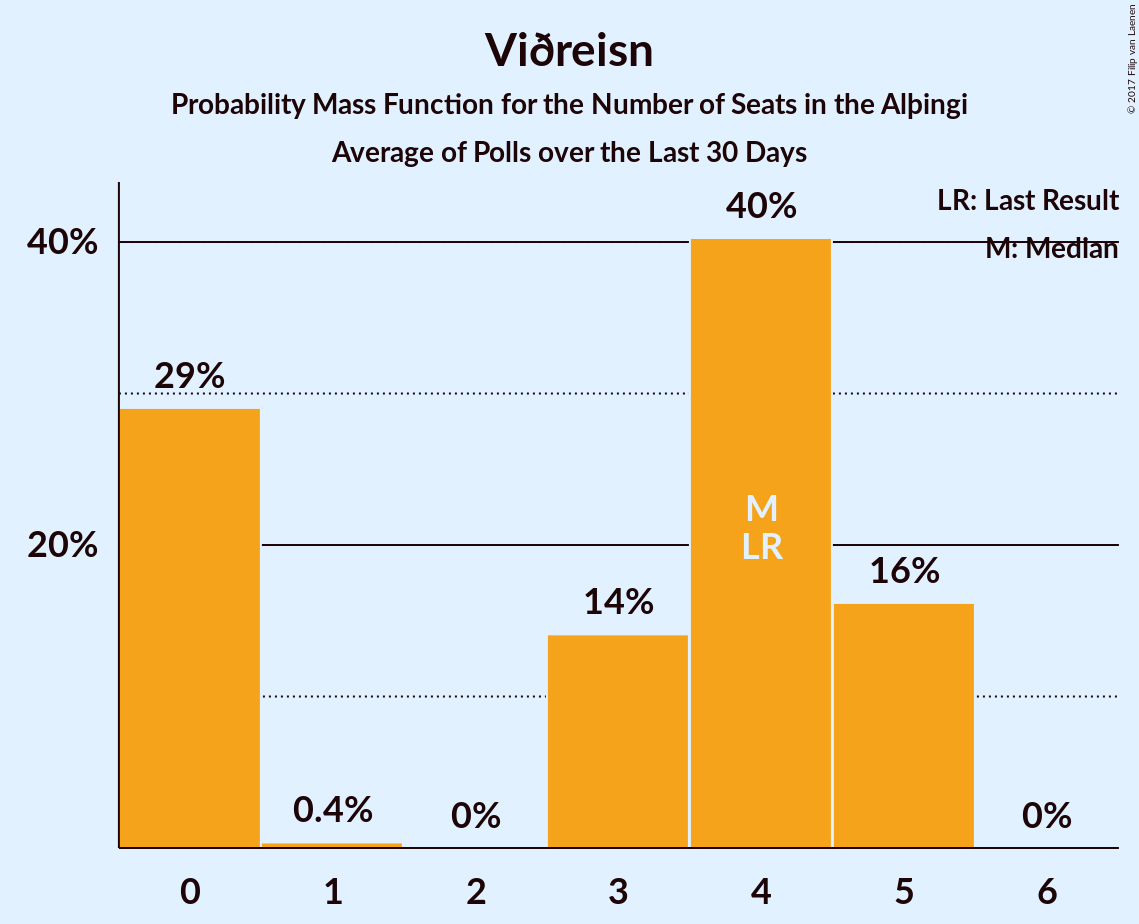 Viðreisn
Probability Mass Function for the Number of Seats in the Alþingi
Average of Polls over the Last 30 Days
© 2017 Filip van Laenen
LR: Last Result
M: Median
40%
20%
29%
0.4%
0%
14%
40%
16%
0%
M
LR
0 1 2 3 4 5 6